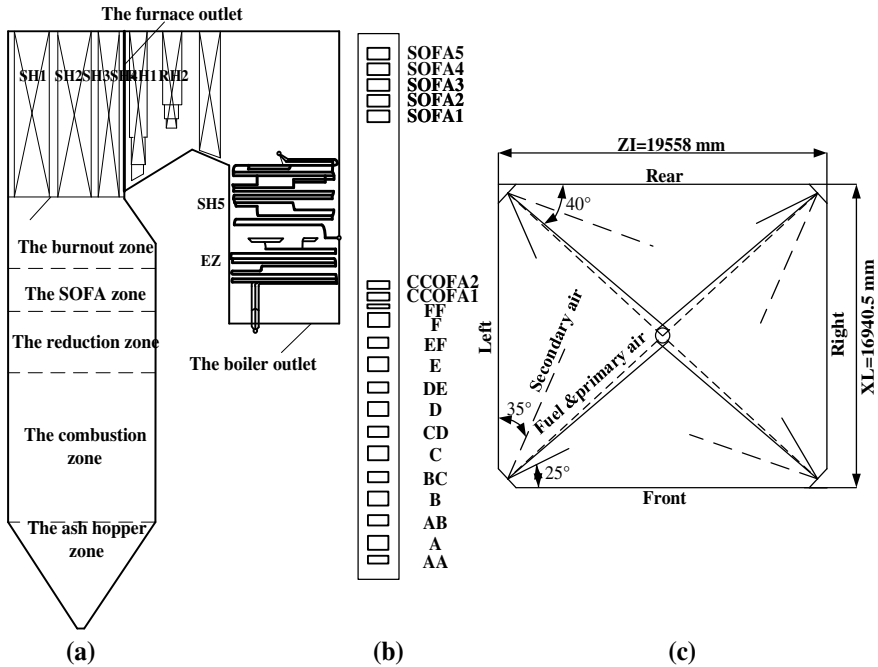 The furnace outlet
SH1
SH2
SH3
SH4
RH1
RH2
SH5
EZ
The burnout zone
The SOFA zone
The reduction zone
The boiler outlet
The combustion
zone
The ash hopper
zone
(a)
SOFA5
SOFA4
SOFA3
SOFA2
SOFA1
CCOFA2
CCOFA1
FF
F
EF
E
DE
D
CD
C
BC
B
AB
A
AA
(b)
ZI=19558 mm
Rear
40°
Left
Secondary air
Fuel &primary air
Right
XL=16940.5 mm
35°
25°
Front
(c)